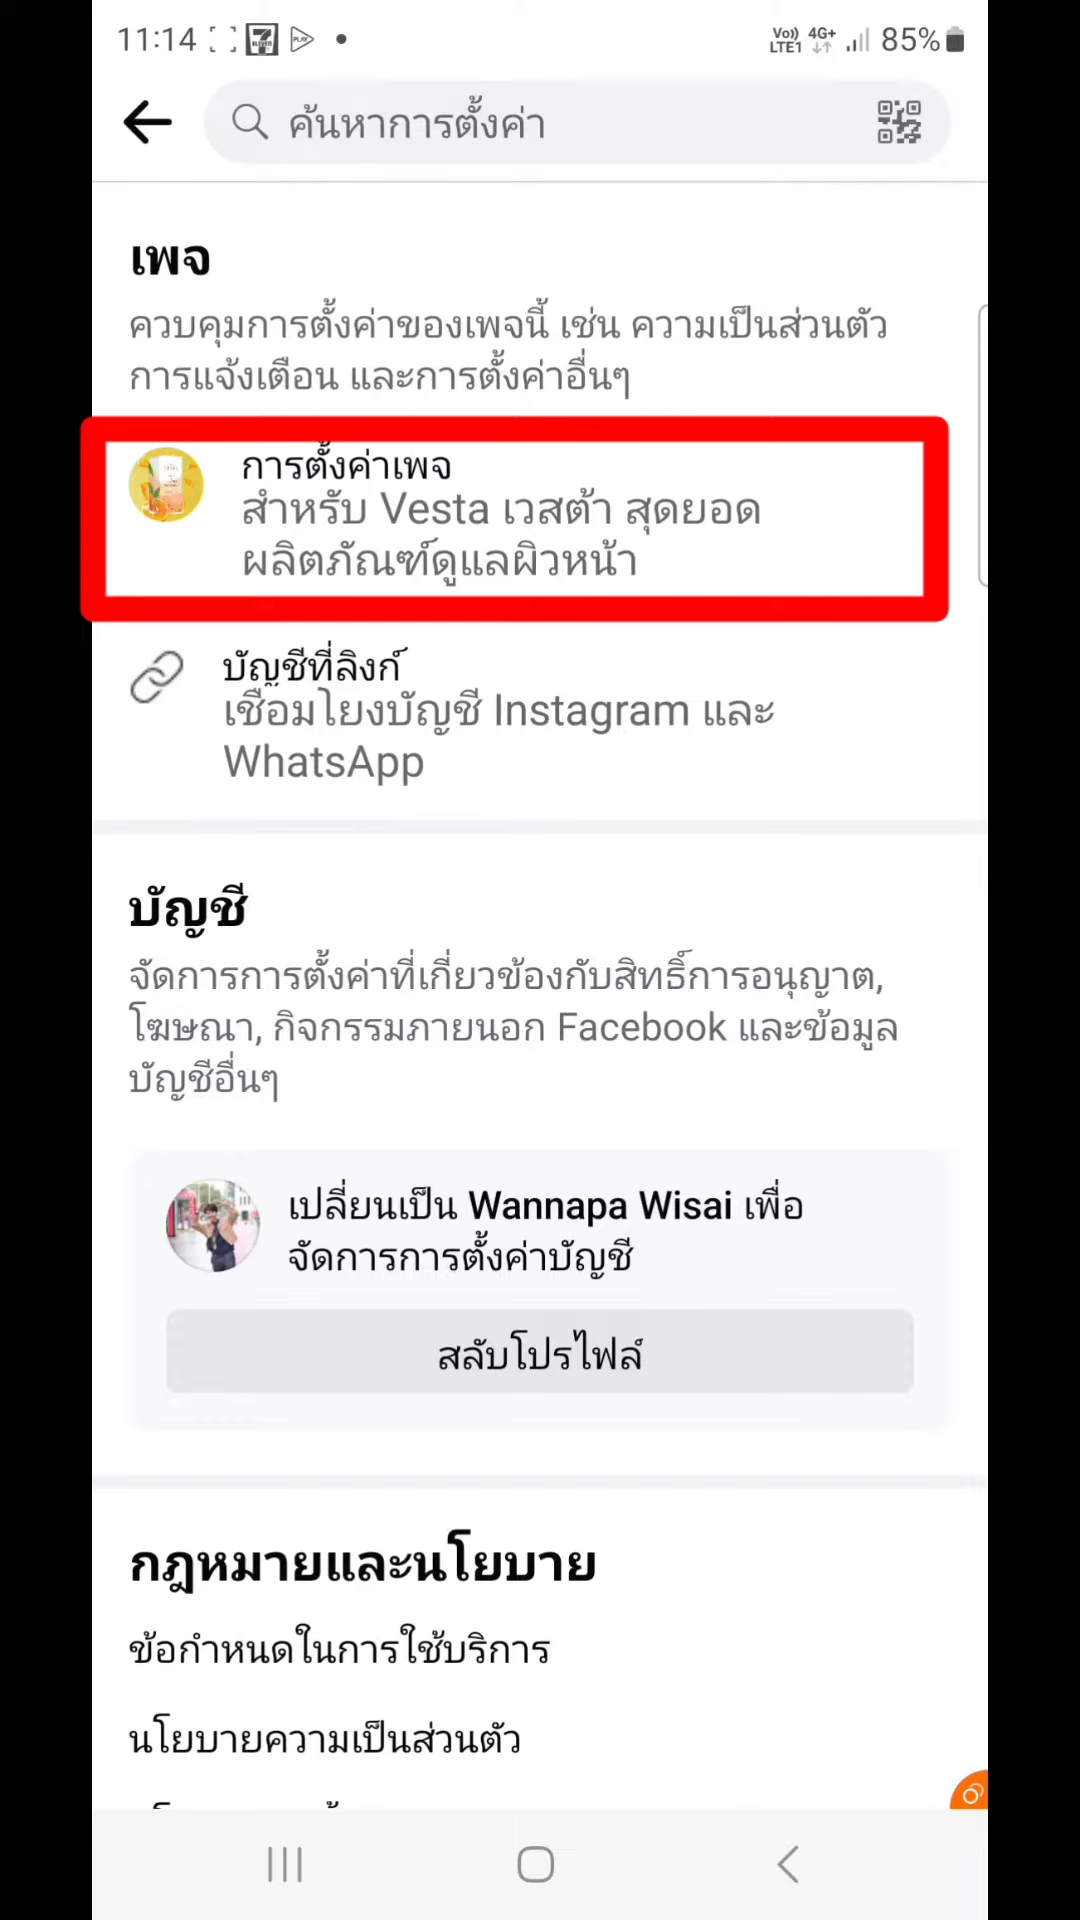 11:14
Vo)) LTE1 4G+ 85%
ค้นหาการตั้งค่า
เพจ
ควบคุมการตั้งค่าของเพจนี้ เช่น ความเป็นส่วนตัว
การแจ้งเตือน และการตั้งค่าอื่นๆ
การตั้งค่าเพจ
สำหรับ Vesta เวสต้า สุดยอด
ผลิตภัณฑ์ดูแลผิวหน้า
บัญชีที่ลิงก์
เชื่อมโยงบัญชี Instagram และ
WhatsApp
บัญชี
จัดการการตั้งค่าที่เกี่ยวข้องกับสิทธิ์การอนุญาต,
โฆษณา, กิจกรรมภายนอก Facebook และข้อมูล
บัญชีอื่นๆ
เปลี่ยนเป็น Wannapa Wisai เพื่อ
จัดการการตั้งค่าบัญชี
สลับโปรไฟล์
กฎหมายและนโยบาย
ข้อกำหนดในการใช้บริการ
นโยบายความเป็นส่วนตัว